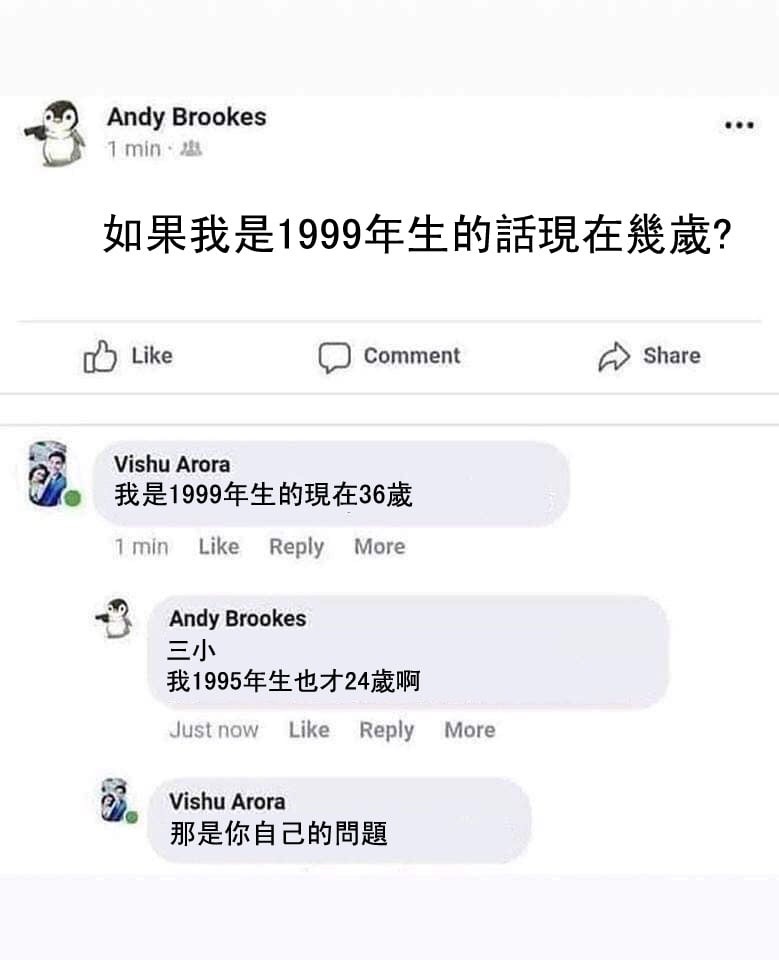 Andy Brookes
1 min ·
如果我是1999年生的話現在幾歲?
Like Comment Share
Vishu Arora
我是1999年生的現在36歲
1 min Like Reply More
Andy Brookes
三小
我1995年生也才24歲啊
Just now Like Reply More
Vishu Arora
那是你自己的問題